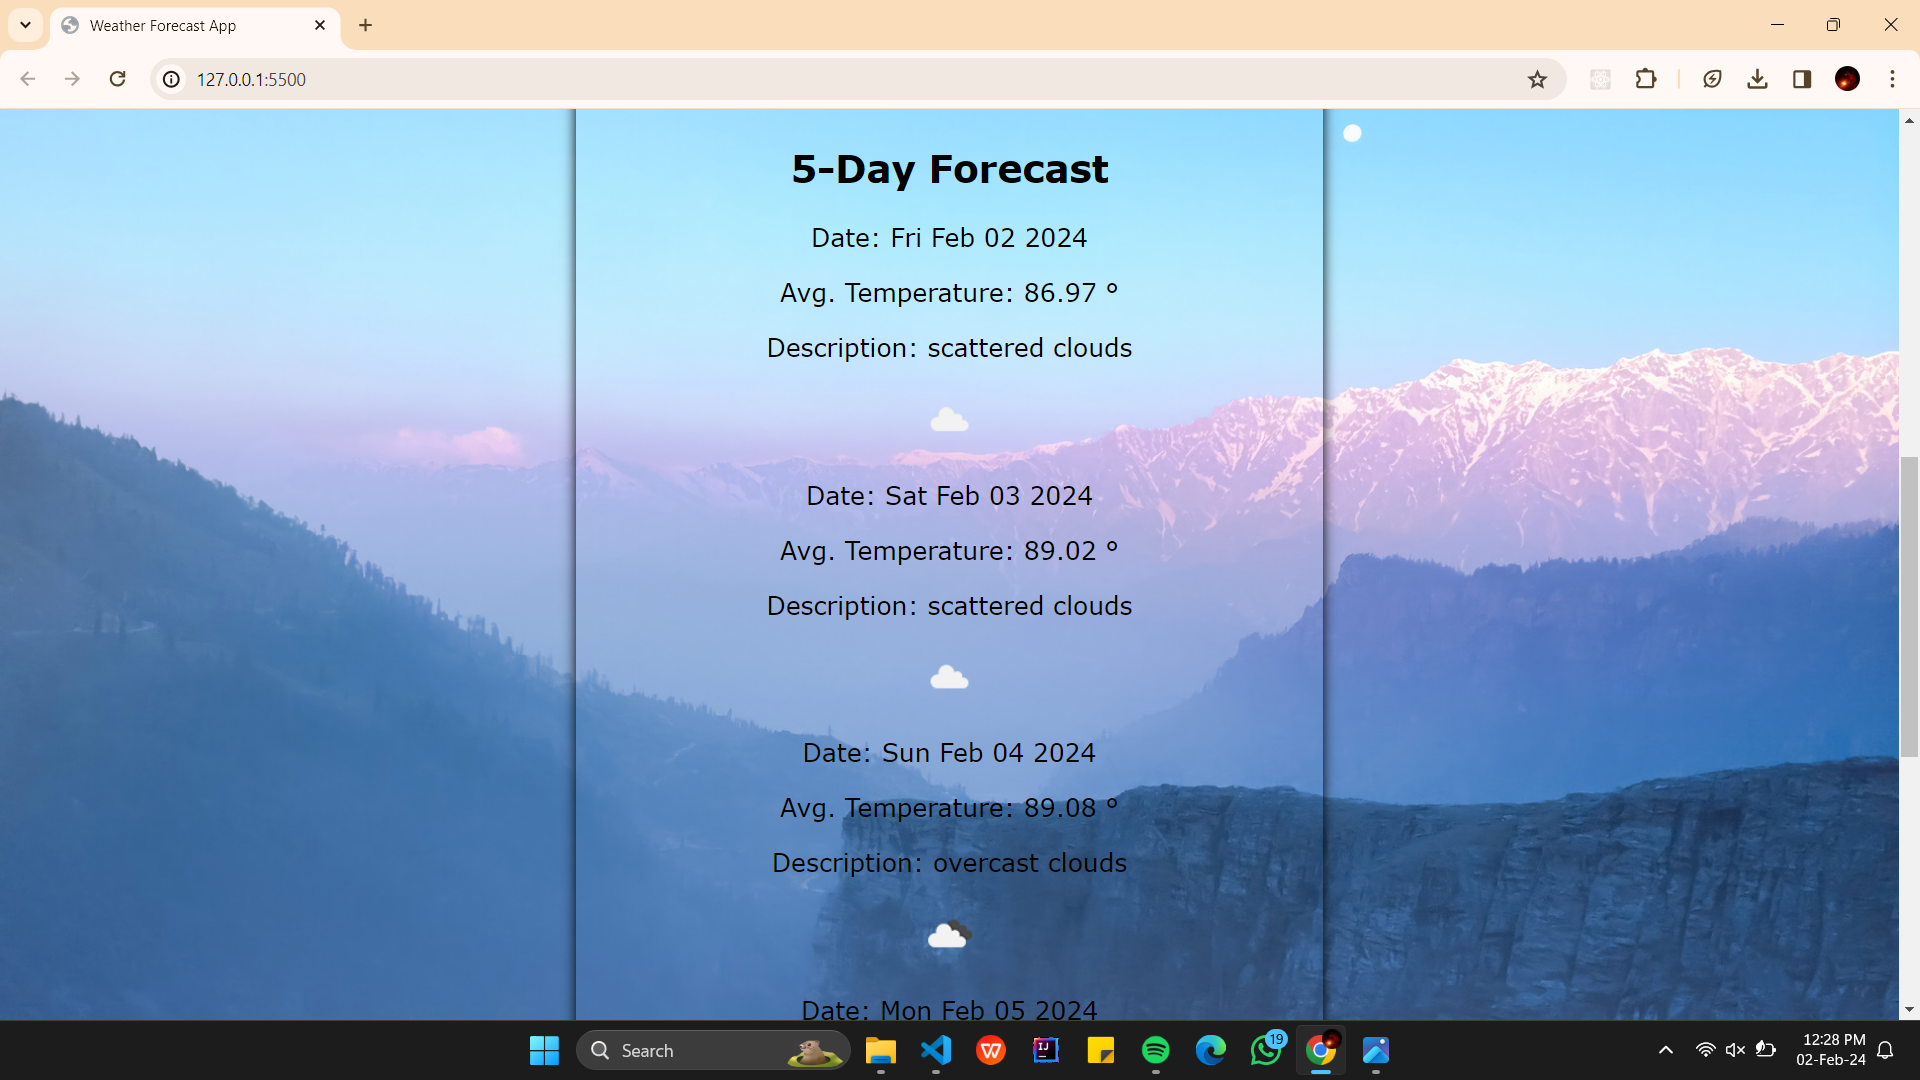 Weather Forecast App
127.0.0.1:5500
5-Day Forecast
Date: Fri Feb 02 2024
Avg. Temperature: 86.97 °
Description: scattered clouds
Date: Sat Feb 03 2024
Avg. Temperature: 89.02 °
Description: scattered clouds
Date: Sun Feb 04 2024
Avg. Temperature: 89.08 °
Description: overcast clouds
Date: Mon Feb 05 2024
Search
W
IJ
19
12:28 PM
02-Feb-24